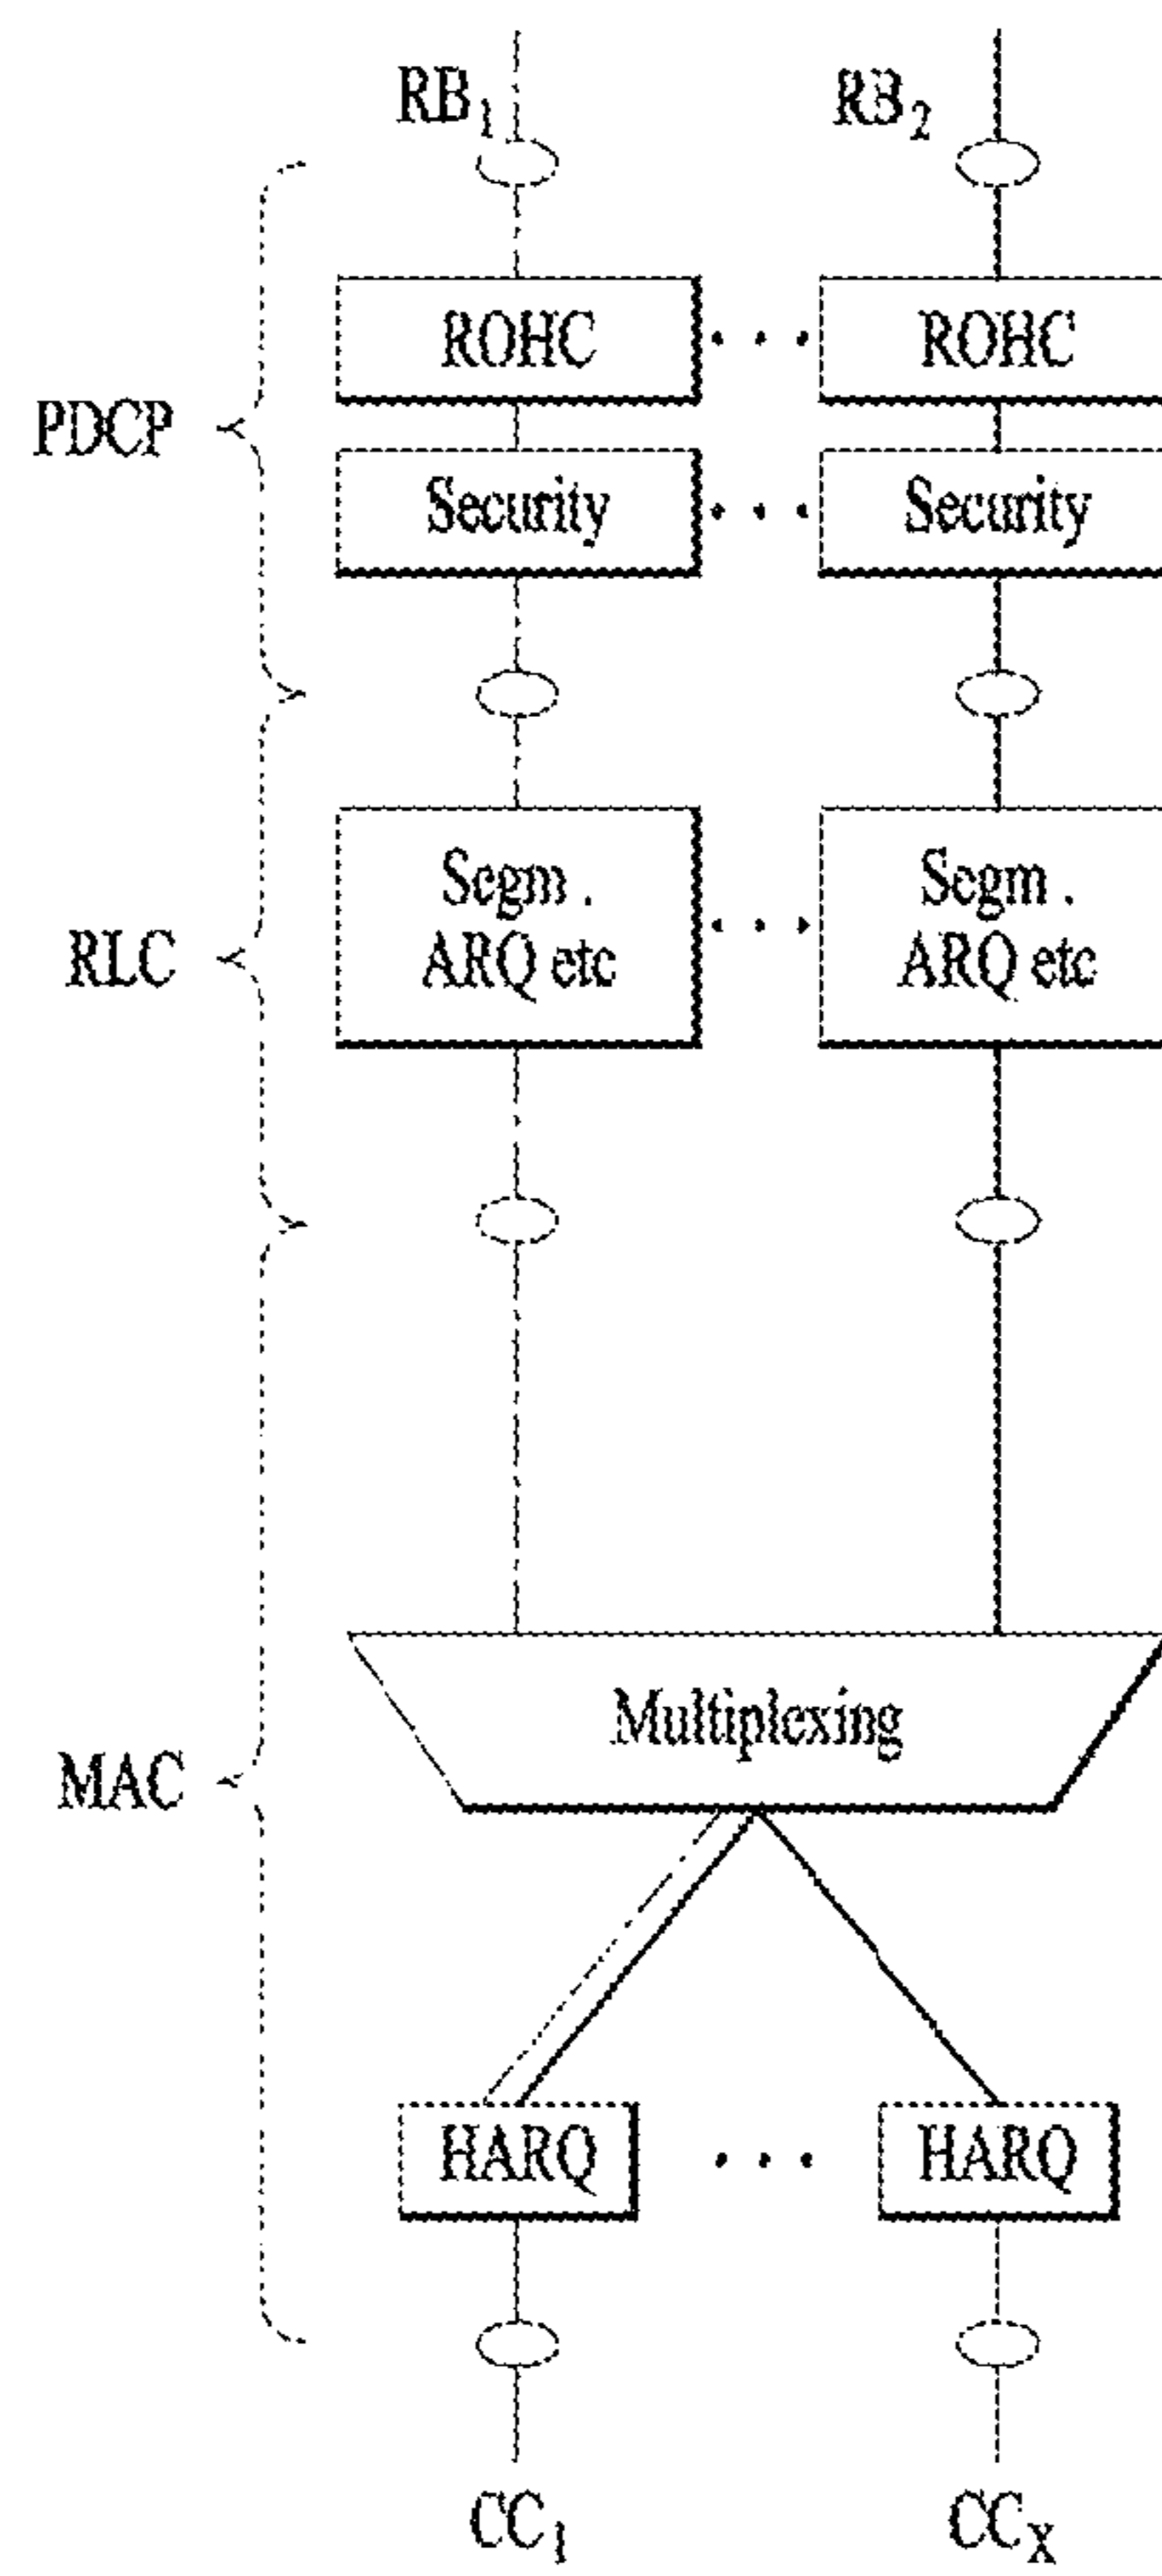 RB1
RB2
PDCP
ROHC
ROHC
Security
Security
RLC
Segm .
ARQ etc
Segm .
ARQ etc
MAC
Multiplexing
HARQ
HARQ
CC1
CCX